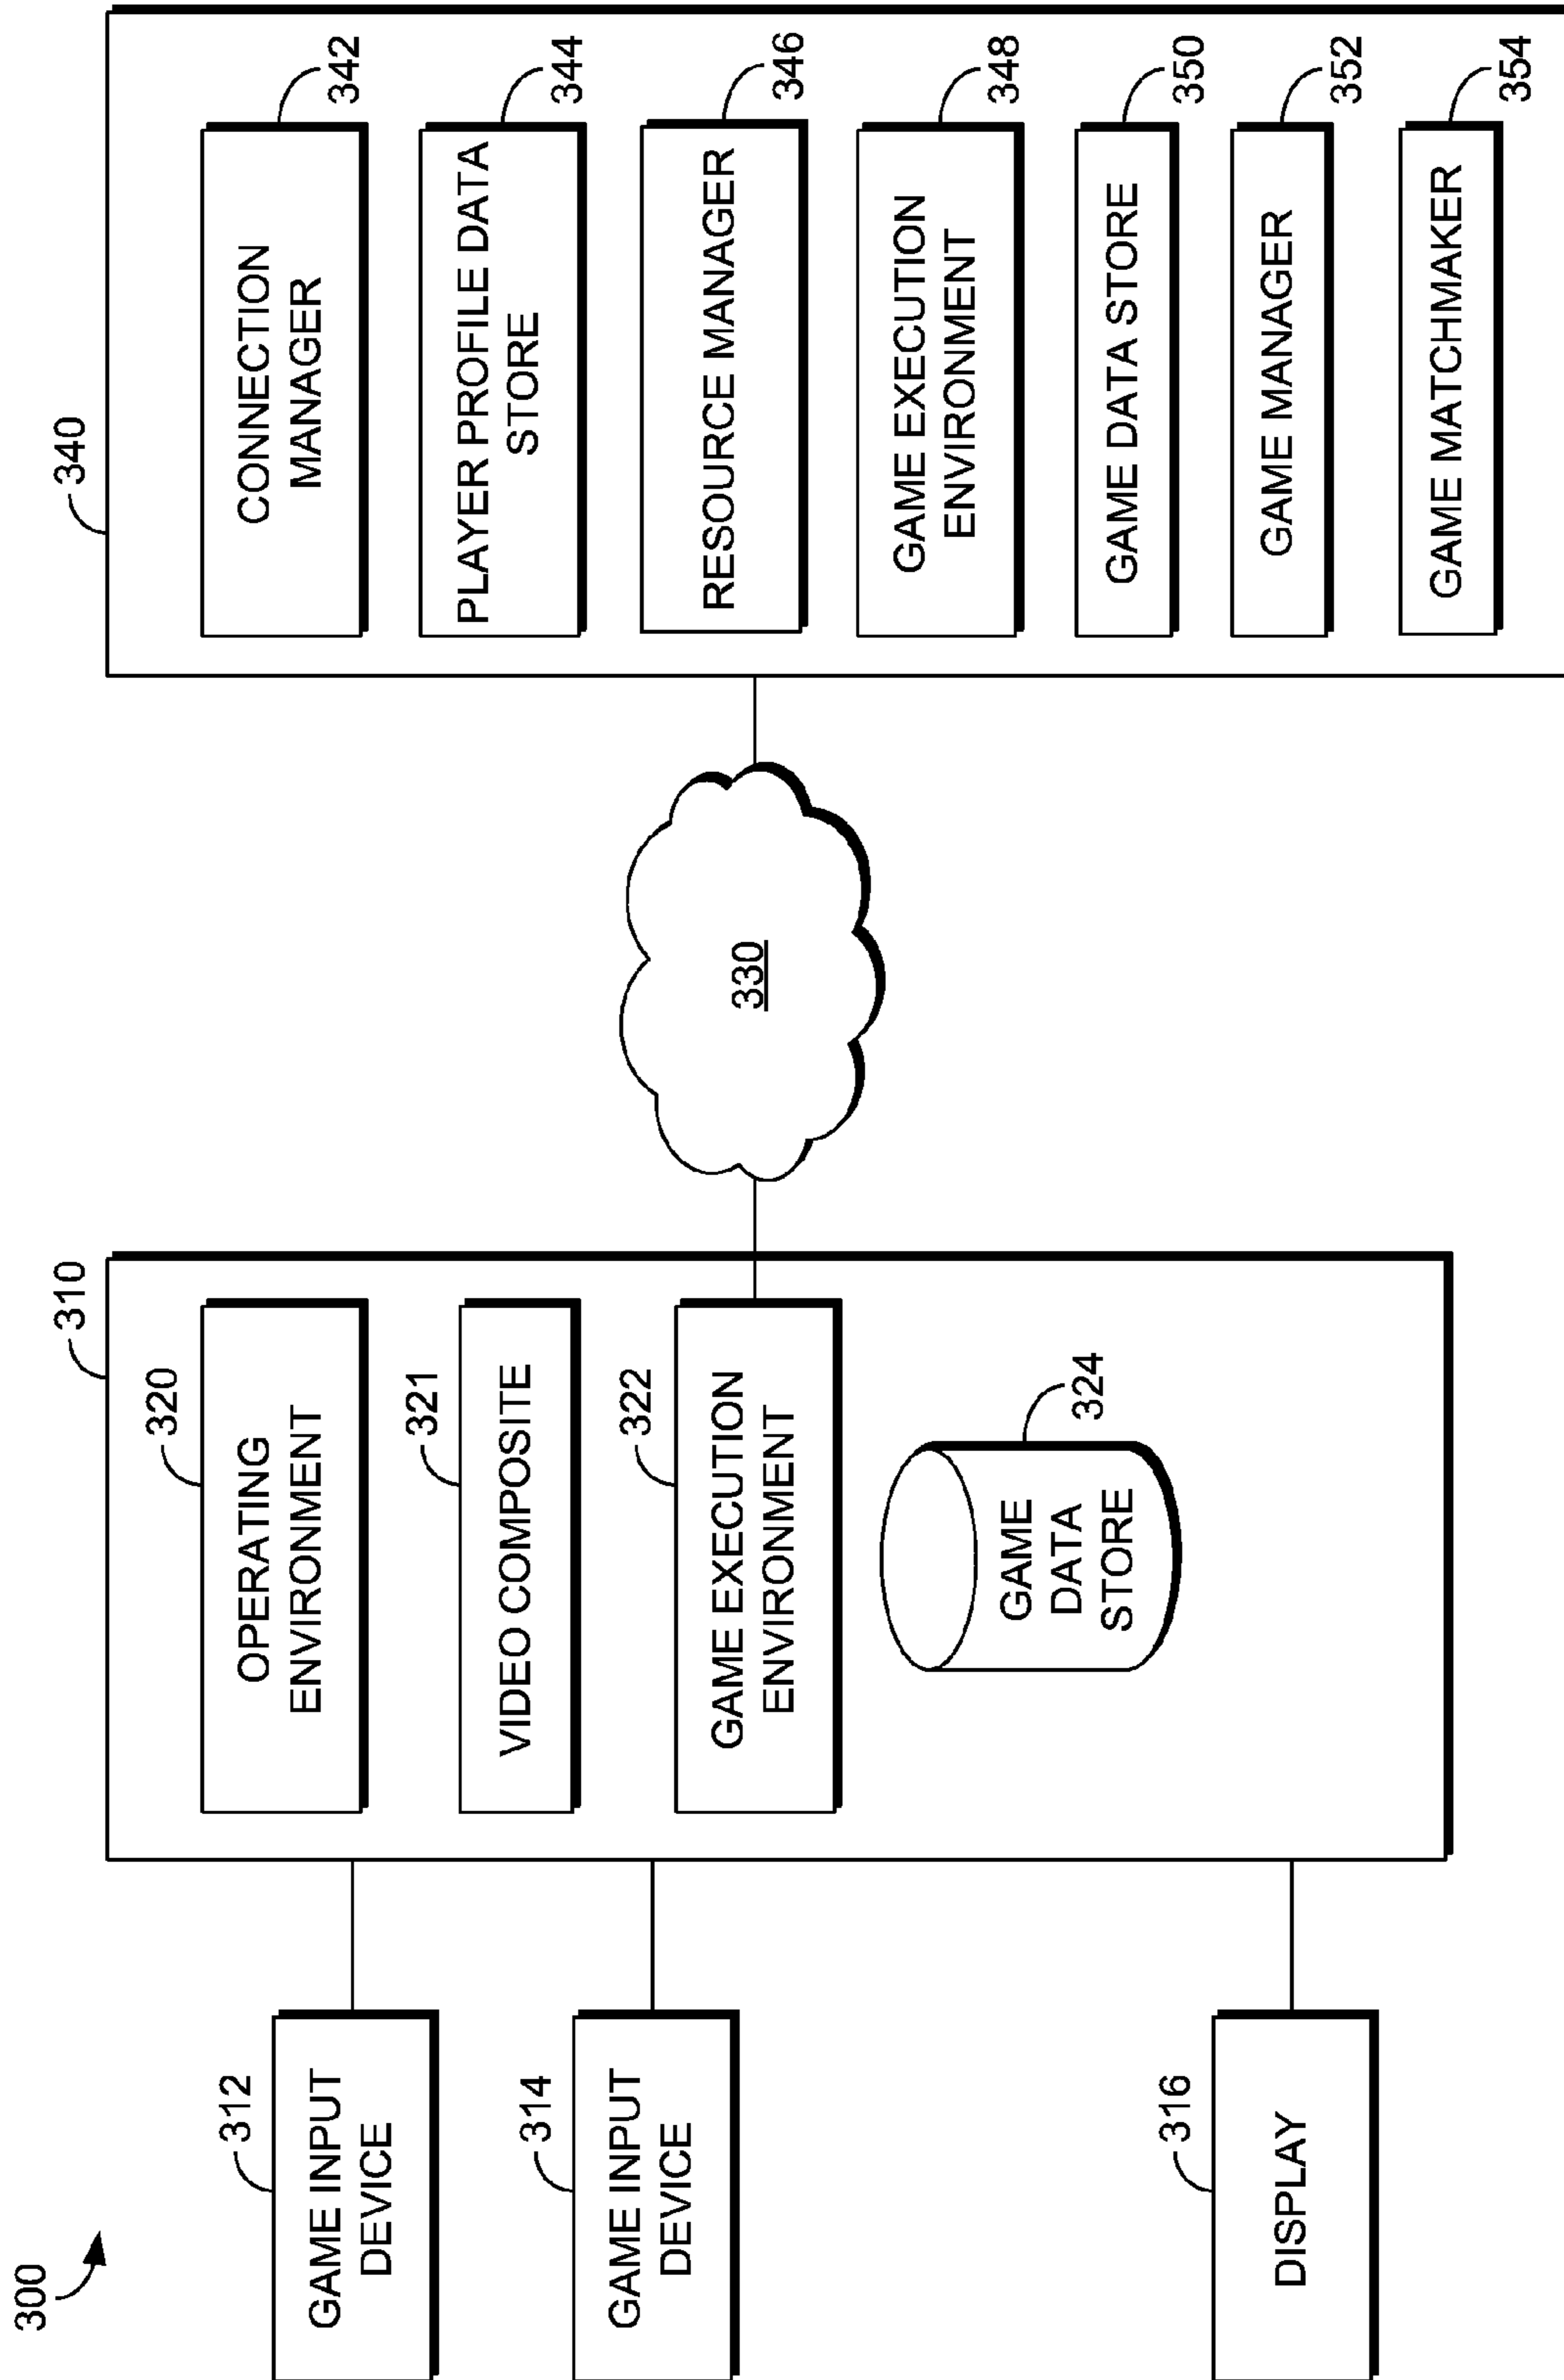 300
312
GAME INPUT
DEVICE
314
GAME INPUT
DEVICE
316
DISPLAY
310
320
OPERATING
ENVIRONMENT
321
VIDEO COMPOSITE
322
GAME EXECUTION
ENVIRONMENT
324
GAME
DATA
STORE
330
340
CONNECTION
MANAGER
342
PLAYER PROFILE DATA
STORE
344
RESOURCE MANAGER
346
GAME EXECUTION
ENVIRONMENT
348
GAME DATA STORE
350
GAME MANAGER
352
GAME MATCHMAKER
354